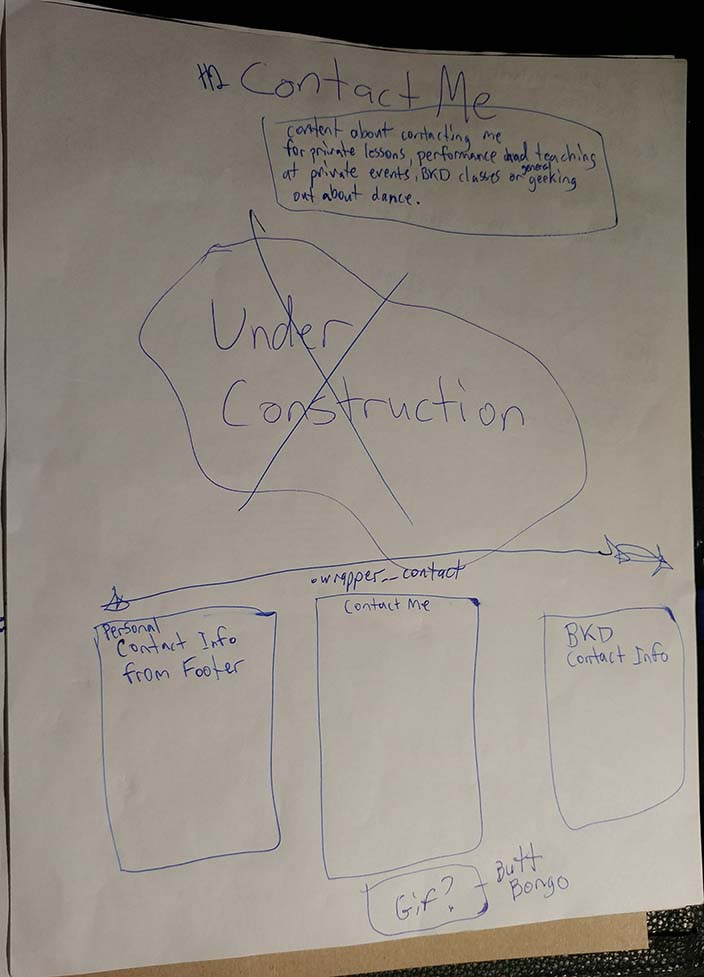 H2 Contact Me
content about contacting me
for private lessons, performance and teaching
at private events, BKD classes or general geeking
out about dance.
Under
Construction
.wrapper__contact
Personal
Contact Info
from Footer
Contact Me
BKD
Contact Info
Gif?
Butt
Bongo